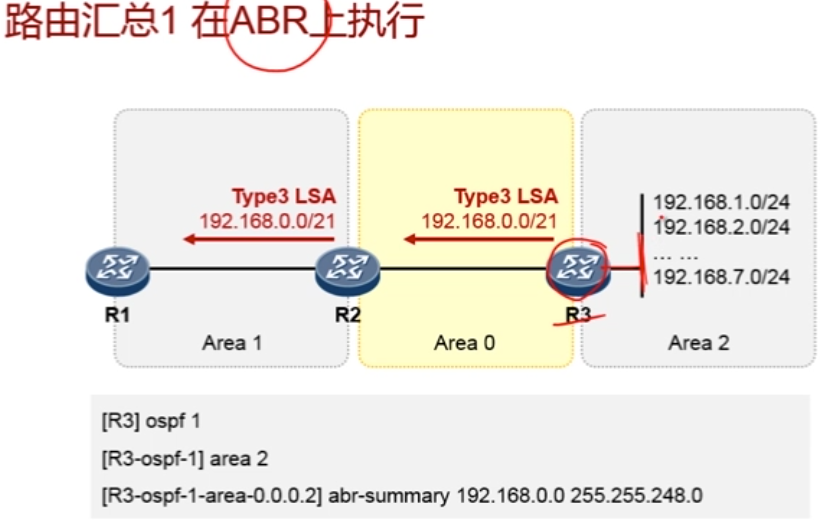 路由汇总1 在ABR上执行
Type3 LSA
192.168.0.0/21
Type3 LSA
192.168.0.0/21
192.168.1.0/24
192.168.2.0/24
... ...
192.168.7.0/24
R1
R2
R3
Area 1
Area 0
Area 2
[R3] ospf 1
[R3-ospf-1] area 2
[R3-ospf-1-area-0.0.0.2] abr-summary 192.168.0.0 255.255.248.0